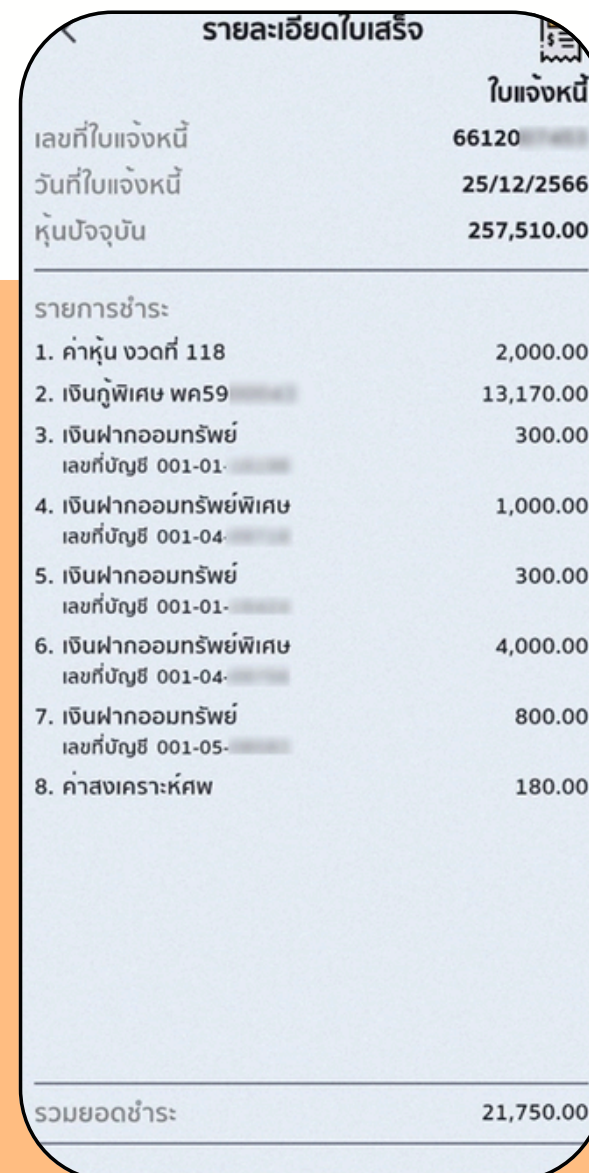 รายละเอียดใบเสร็จ
ใบแจ้งหนี้
เลขที่ใบแจ้งหนี้ 66120
วันที่ใบแจ้งหนี้ 25/12/2566
หุ้นปัจจุบัน 257,510.00
รายการชำระ
1. ค่าหุ้น งวดที่ 118 2,000.00
2. เงินกู้พิเศษ พค59 13,170.00
3. เงินฝากออมทรัพย์ 300.00
เลขที่บัญชี 001-01-
4. เงินฝากออมทรัพย์พิเศษ 1,000.00
เลขที่บัญชี 001-04-
5. เงินฝากออมทรัพย์ 300.00
เลขที่บัญชี 001-01-
6. เงินฝากออมทรัพย์พิเศษ 4,000.00
เลขที่บัญชี 001-04-
7. เงินฝากออมทรัพย์ 800.00
เลขที่บัญชี 001-05-
8. ค่าสงเคราะห์ศพ 180.00
รวมยอดชำระ 21,750.00